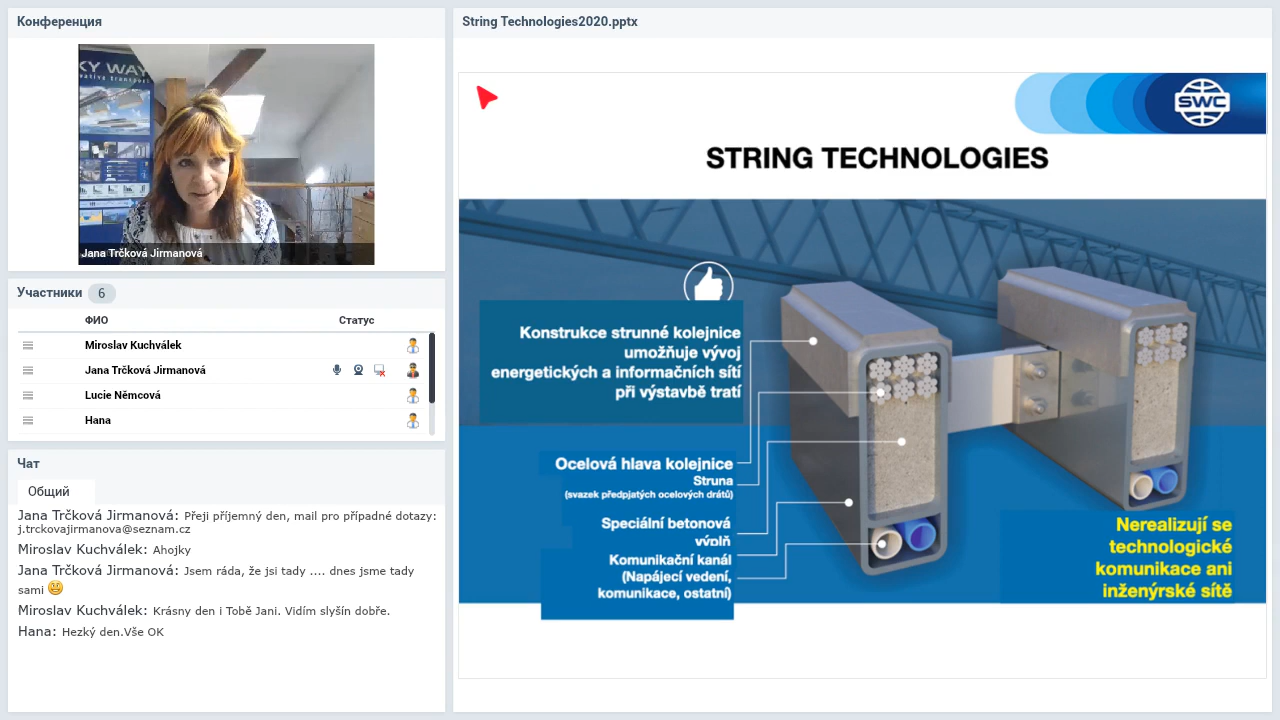 Конференция
KY WAY
eative transport
Jana Trčková Jirmanová
Участники 6
ФИО Статус
Miroslav Kuchválek
Jana Trčková Jirmanová
Lucie Němcová
Hana
Чат
Общий
Jana Trčková Jirmanová: Přeji příjemný den, mail pro případné dotazy:
j.trckovajirmanova@seznam.cz
Miroslav Kuchválek: Ahojky
Jana Trčková Jirmanová: Jsem ráda, že jsi tady .... dnes jsme tady
sami
Miroslav Kuchválek: Krásny den i Tobě Jani. Vidím slyšín dobře.
Hana: Hezký den.Vše OK
String Technologies2020.pptx
SWC
STRING TECHNOLOGIES
Konstrukce strunné kolejnice
umožňuje vývoj
energetických a informačních sítí
při výstavbě tratí
Ocelová hlava kolejnice
Struna
(svazek předpjatých ocelových drátů)
Speciální betonová
výplň
Komunikační kanál
(Napájecí vedení,
komunikace, ostatní)
Nerealizují se
technologické
komunikace ani
inženýrské sítě